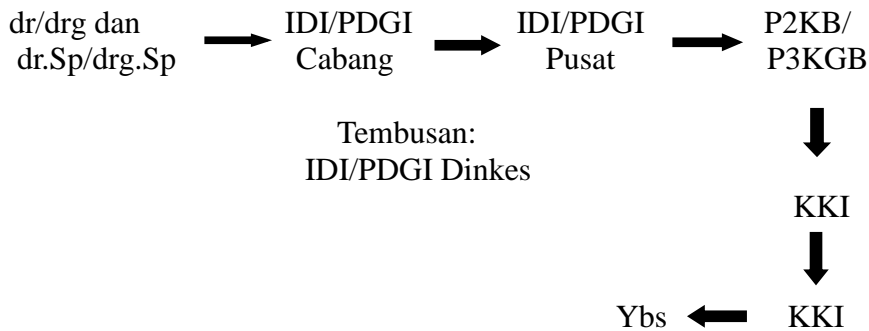 dr/drg dan
dr.Sp/drg.Sp
IDI/PDGI
Cabang
IDI/PDGI
Pusat
P2KB/
P3KGB
Tembusan:
IDI/PDGI Dinkes
KKI
Ybs
KKI